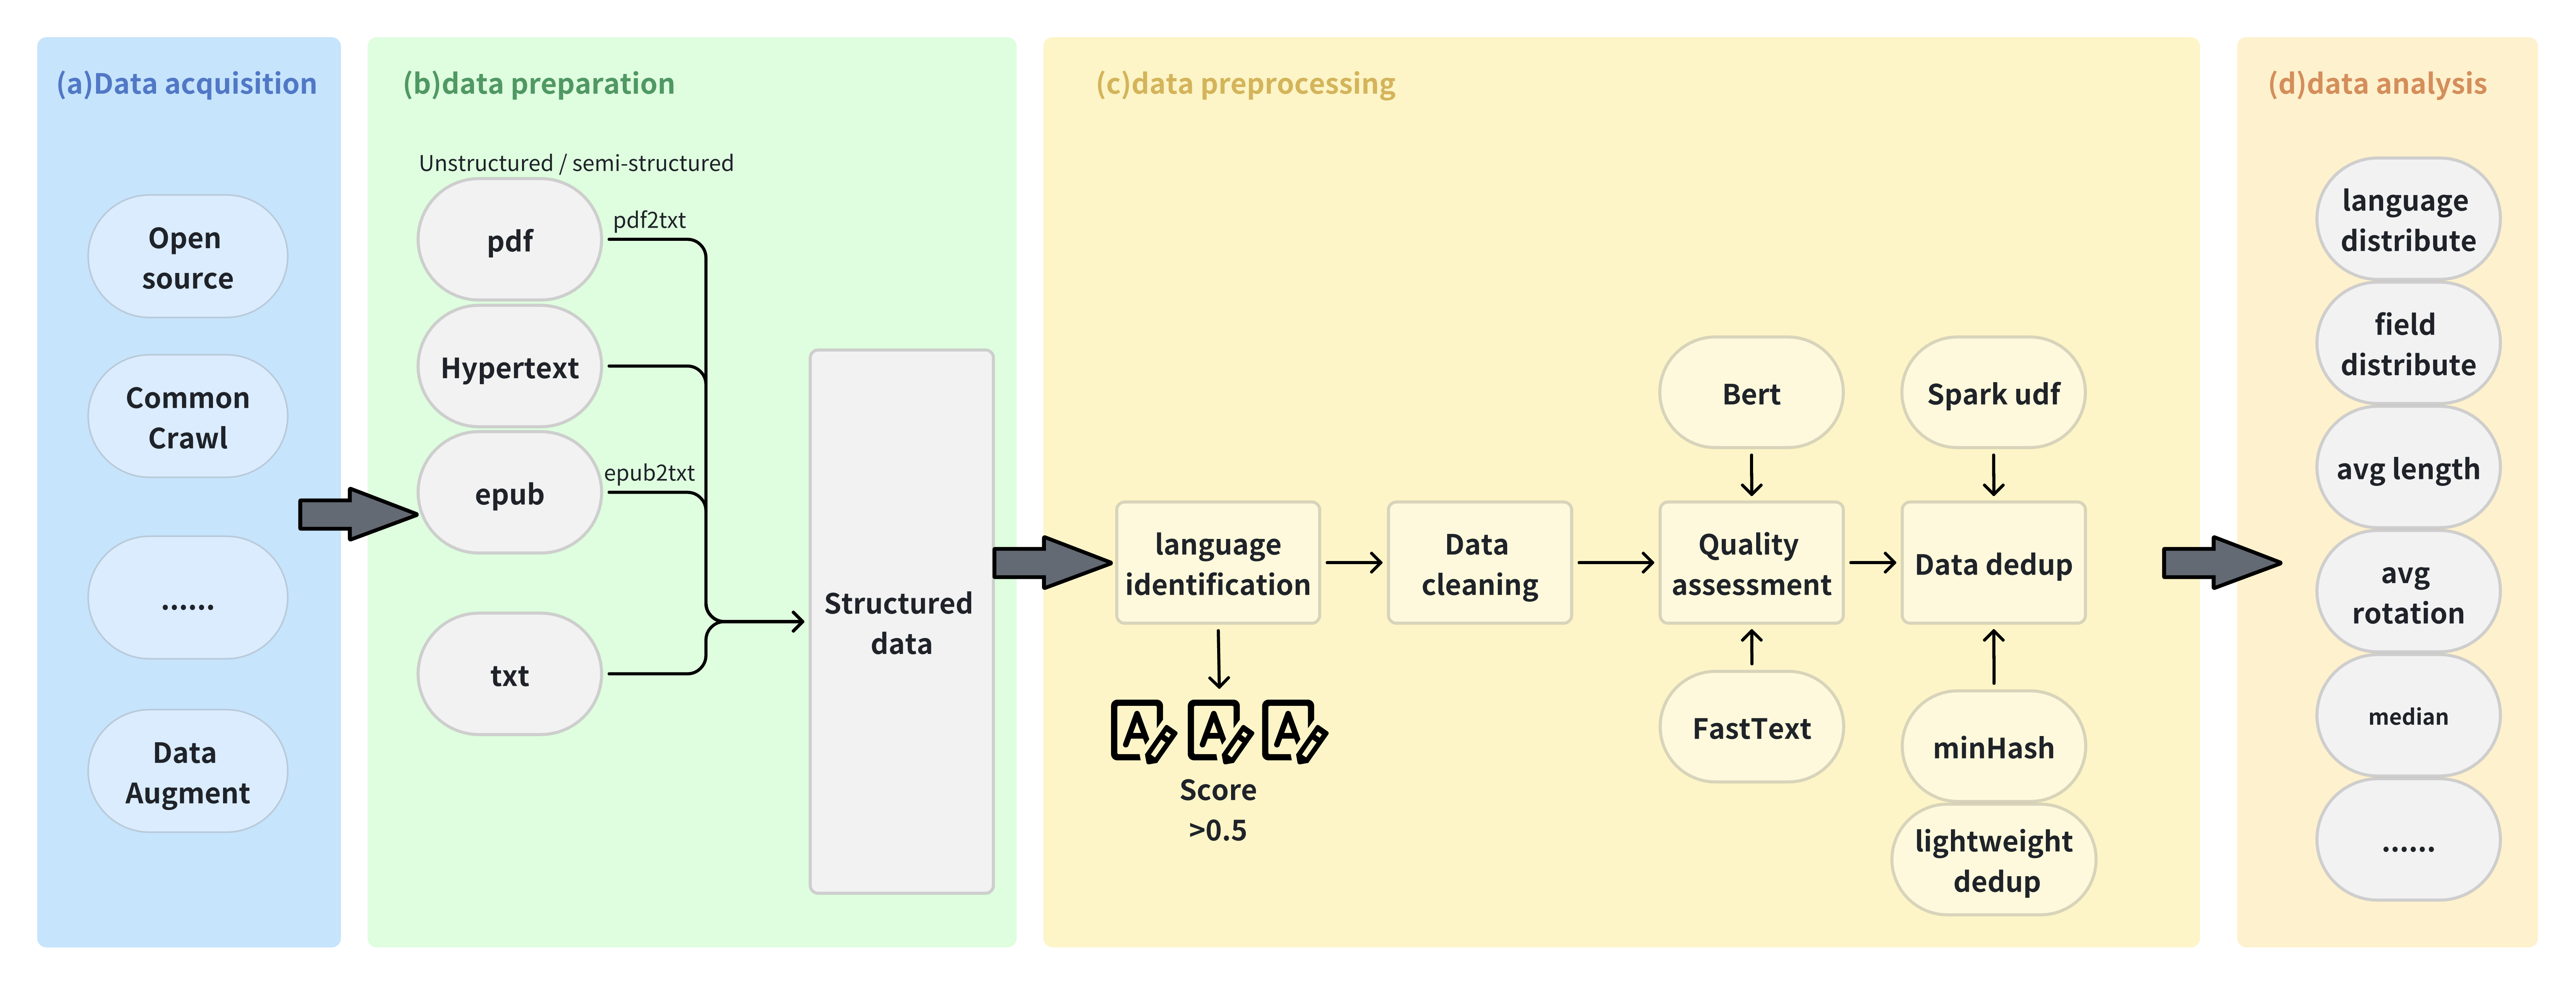 (a)Data acquisition
Open
source
Common
Crawl
......
Data
Augment
(b)data preparation
Unstructured / semi-structured
pdf
pdf2txt
Hypertext
epub
epub2txt
txt
Structured
data
(c)data preprocessing
language
identification
Score
>0.5
Data
cleaning
Bert
Quality
assessment
FastText
Spark udf
Data dedup
minHash
lightweight
dedup
(d)data analysis
language
distribute
field
distribute
avg length
avg
rotation
median
......